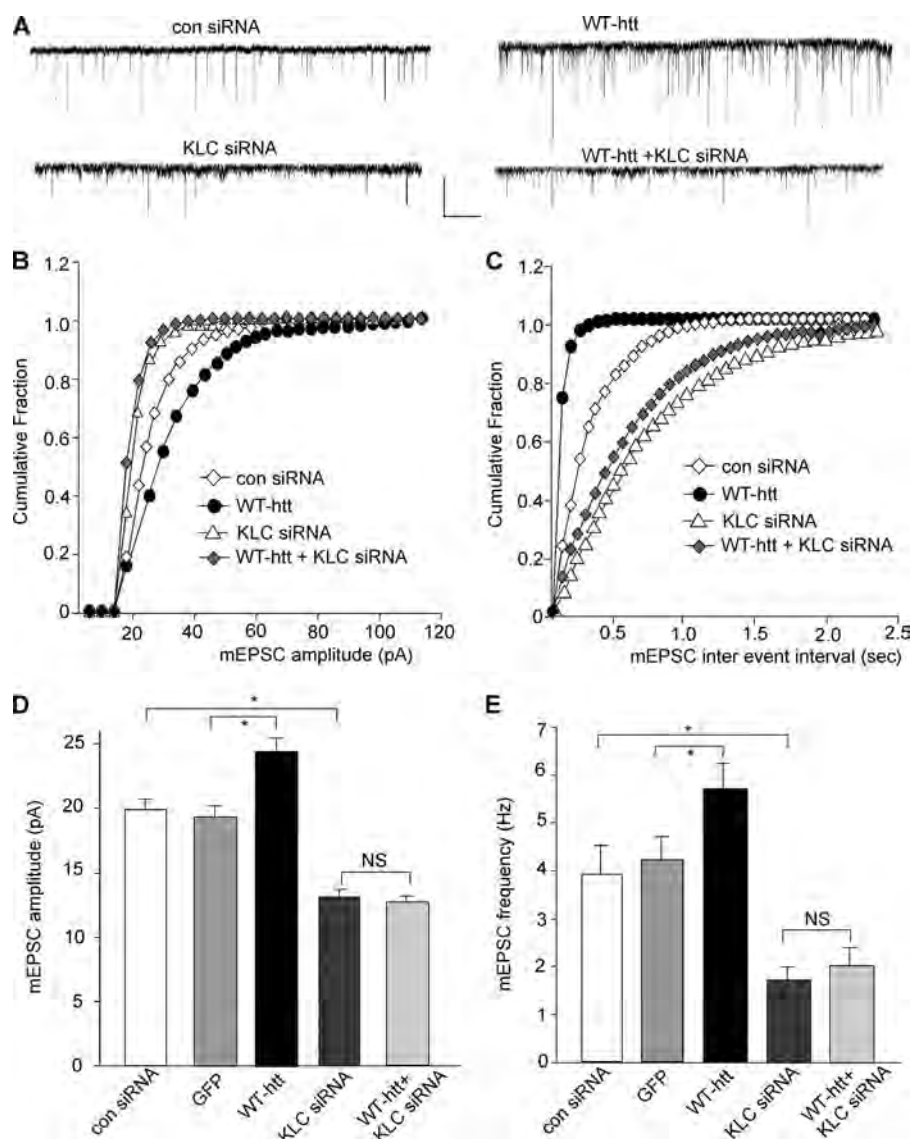 A
con siRNA
WT-htt
KLC siRNA
WT-htt +KLC siRNA
B
1.2
1.0
0.8
0.6
0.4
0.2
0
Cumulative Fraction
con siRNA
WT-htt
KLC siRNA
WT-htt + KLC siRNA
20 40 60 80 100 120
mEPSC amplitude (pA)
C
1.2
1.0
0.8
0.6
0.4
0.2
0
Cumulative Fraction
con siRNA
WT-htt
KLC siRNA
WT-htt + KLC siRNA
0.5 1.0 1.5 2.0 2.5
mEPSC inter event interval (sec)
D
25
20
15
10
5
0
mEPSC amplitude (pA)
*
*
NS
con siRNA
GFP
WT-htt
KLC siRNA
WT-htt+
KLC siRNA
E
7
6
5
4
3
2
1
0
mEPSC frequency (Hz)
*
*
NS
con siRNA
GFP
WT-htt
KLC siRNA
WT-htt+
KLC siRNA